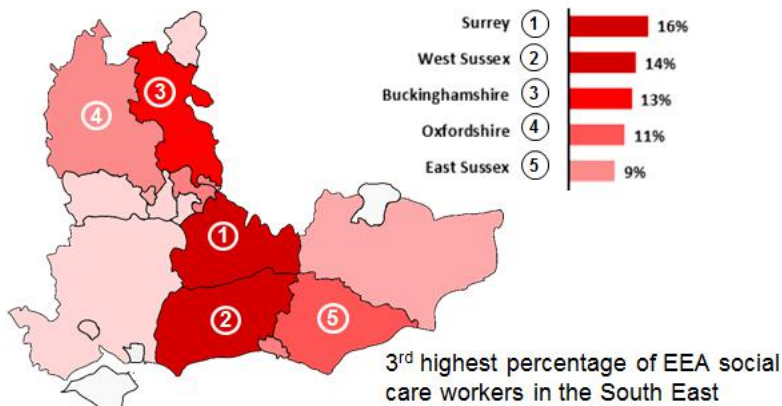 Surrey 1 16%
West Sussex 2 14%
Buckinghamshire 3 13%
Oxfordshire 4 11%
East Sussex 5 9%
3
4
1
2
5
3rd highest percentage of EEA social
care workers in the South East